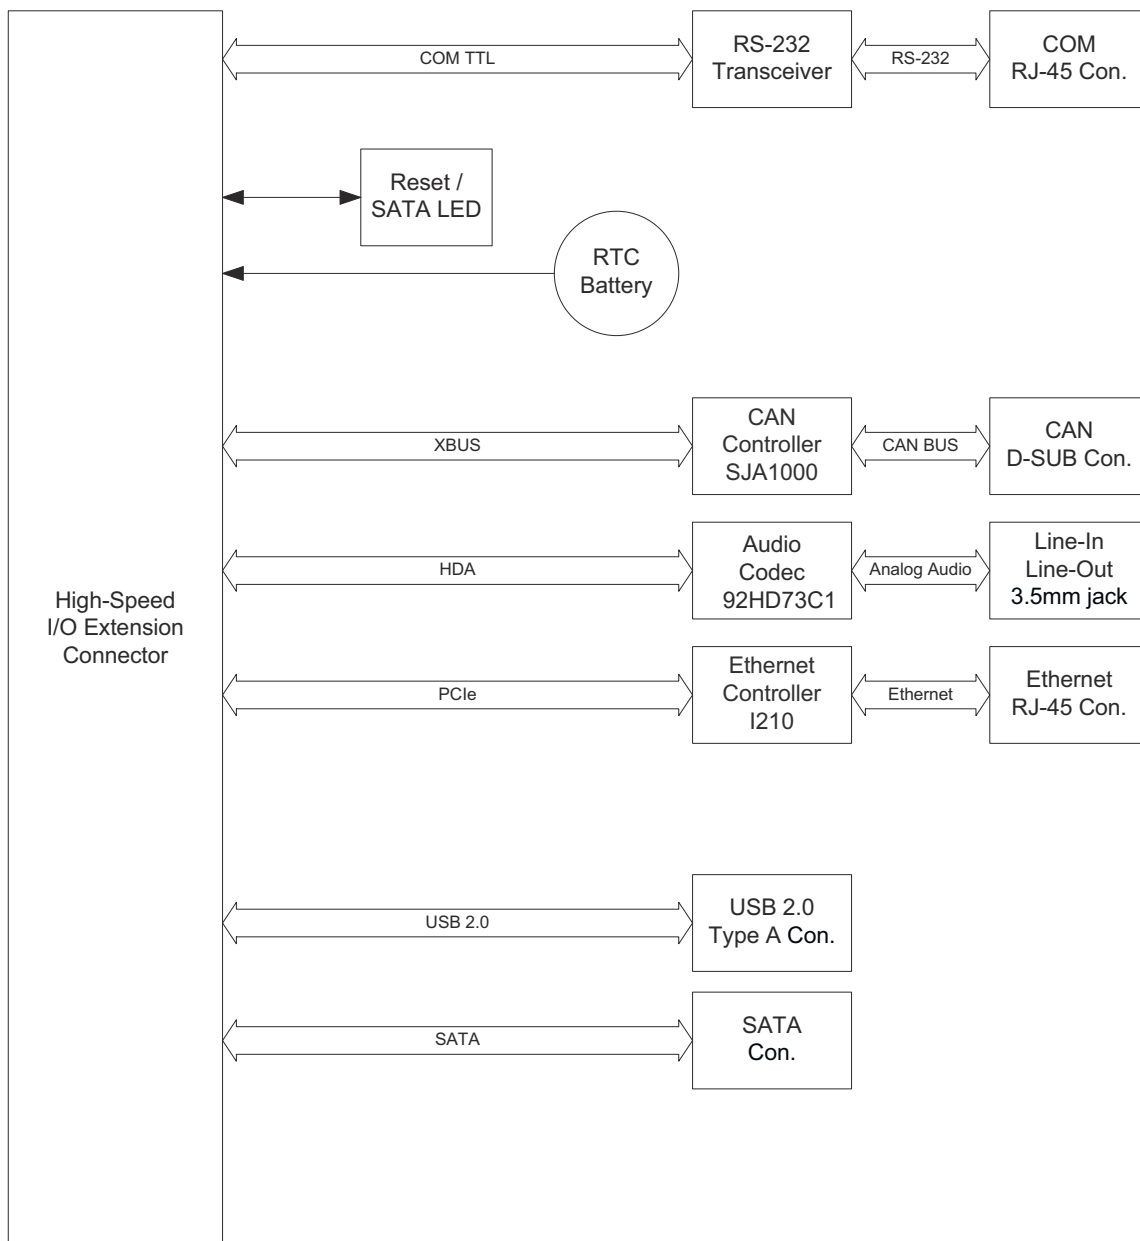 COM TTL
RS-232
Transceiver
RS-232
COM
RJ-45 Con.
Reset /
SATA LED
RTC
Battery
XBUS
CAN
Controller
SJA1000
CAN BUS
CAN
D-SUB Con.
HDA
Audio
Codec
92HD73C1
Analog Audio
Line-In
Line-Out
3.5mm jack
High-Speed
I/O Extension
Connector
PCIe
Ethernet
Controller
I210
Ethernet
Ethernet
RJ-45 Con.
USB 2.0
USB 2.0
Type A Con.
SATA
SATA
Con.